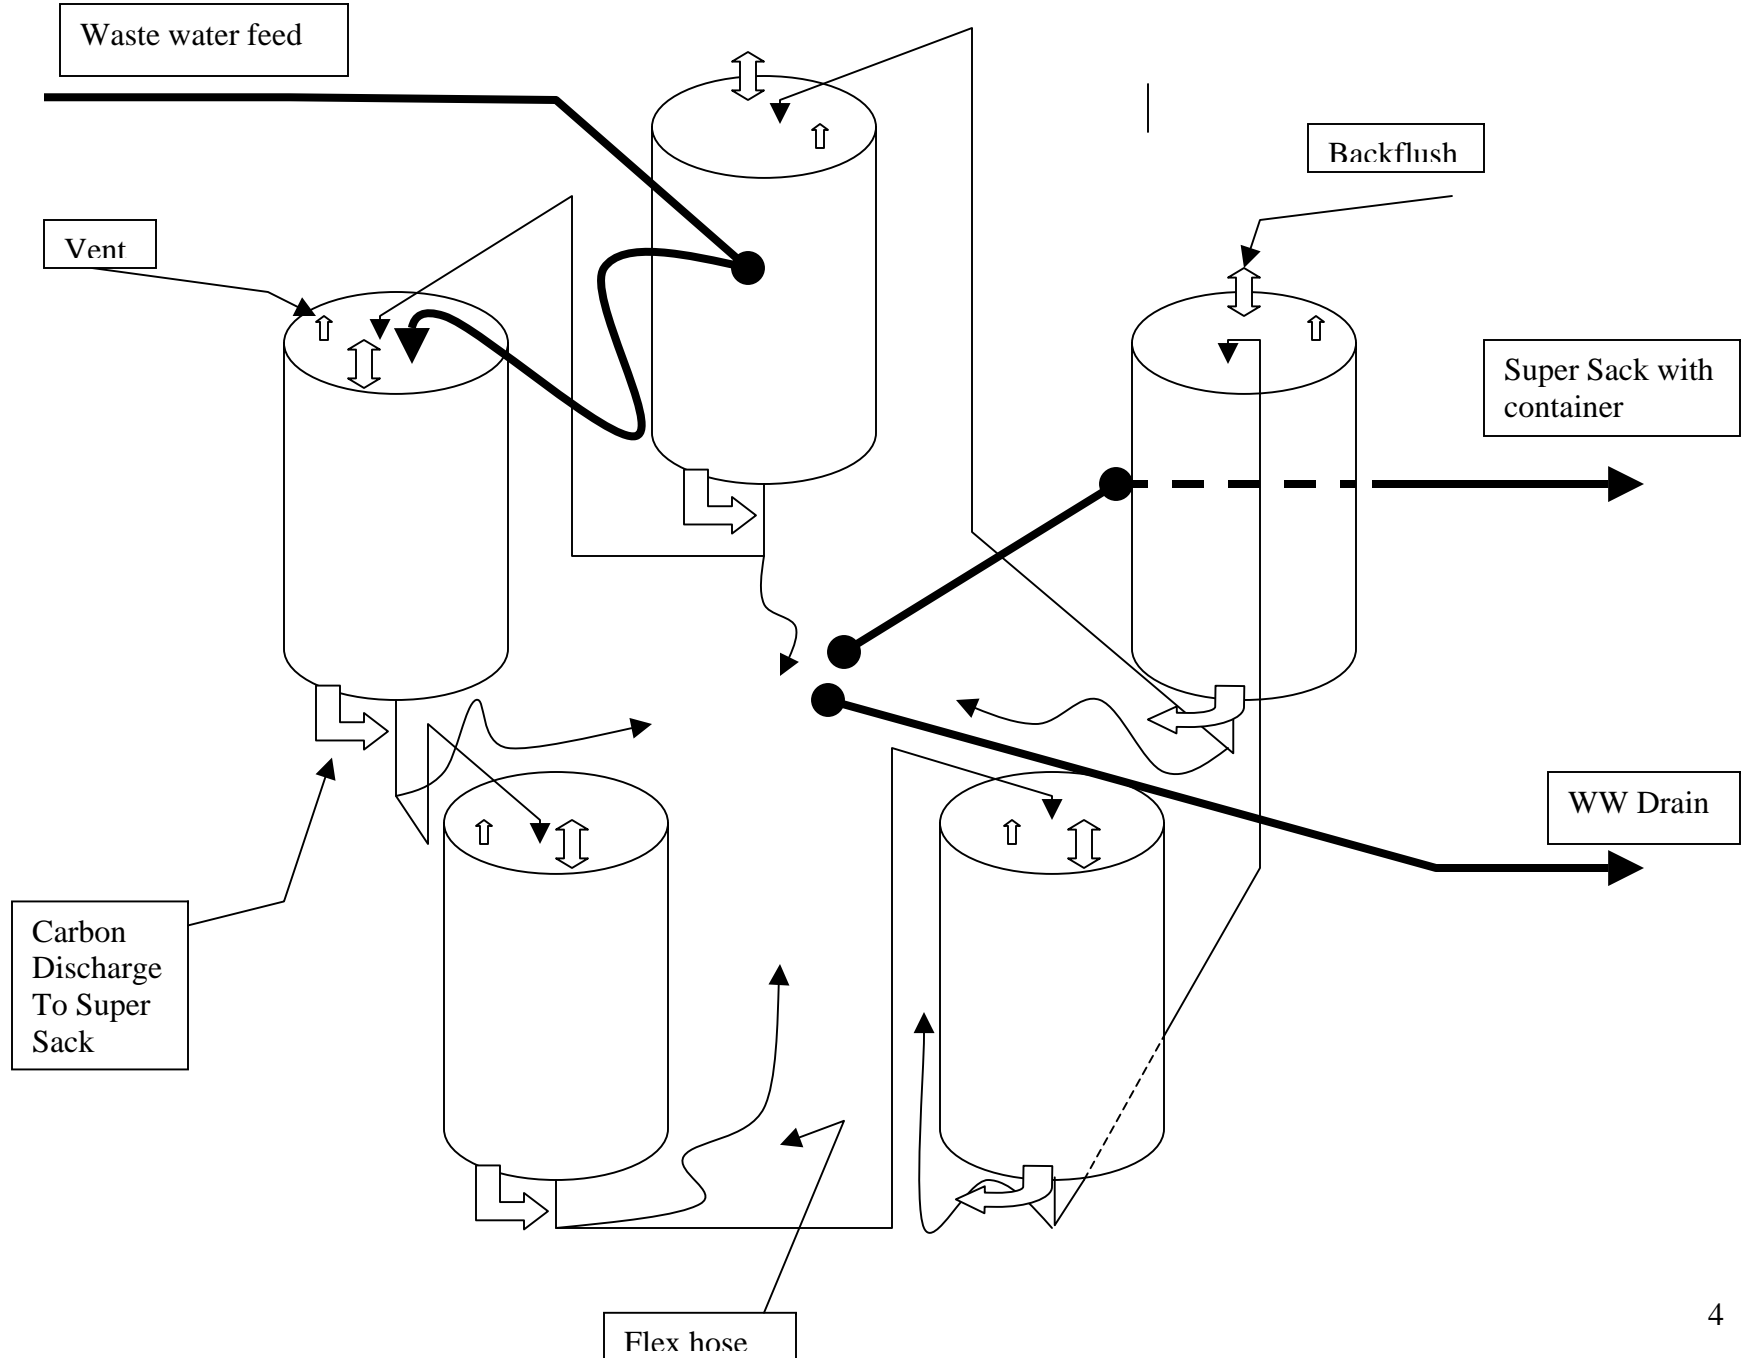 Waste water feed
Backflush
Vent
Super Sack with
container
WW Drain
Carbon
Discharge
To Super
Sack
Flex hose
4